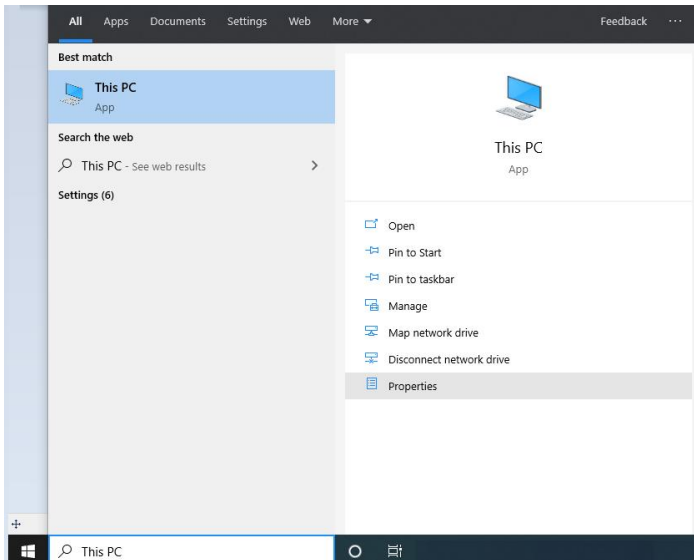 All Apps Documents Settings Web More Feedback ...
Best match
This PC
App
Search the web
This PC - See web results
Settings (6)
This PC
App
Open
Pin to Start
Pin to taskbar
Manage
Map network drive
Disconnect network drive
Properties
This PC